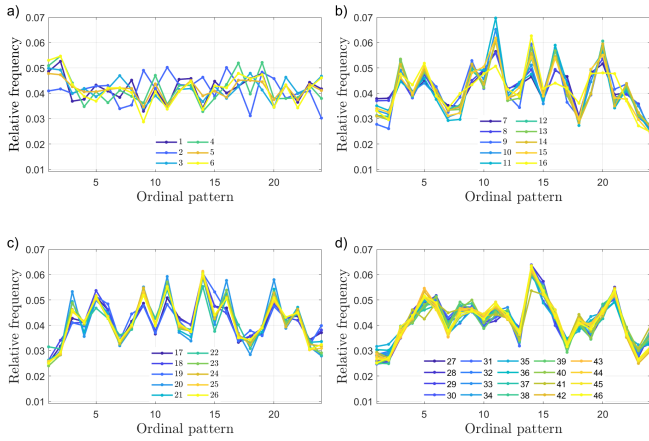 a)
0.07
0.06
0.05
0.04
0.03
0.02
0.01
Relative frequency
1 4
2 5
3 6
5 10 15 20
Ordinal pattern
b)
0.07
0.06
0.05
0.04
0.03
0.02
0.01
Relative frequency
7 12
8 13
9 14
10 15
11 16
5 10 15 20
Ordinal pattern
c)
0.07
0.06
0.05
0.04
0.03
0.02
0.01
Relative frequency
17 22
18 23
19 24
20 25
21 26
5 10 15 20
Ordinal pattern
d)
0.07
0.06
0.05
0.04
0.03
0.02
0.01
Relative frequency
27 31 35 39 43
28 32 36 40 44
29 33 37 41 45
30 34 38 42 46
5 10 15 20
Ordinal pattern